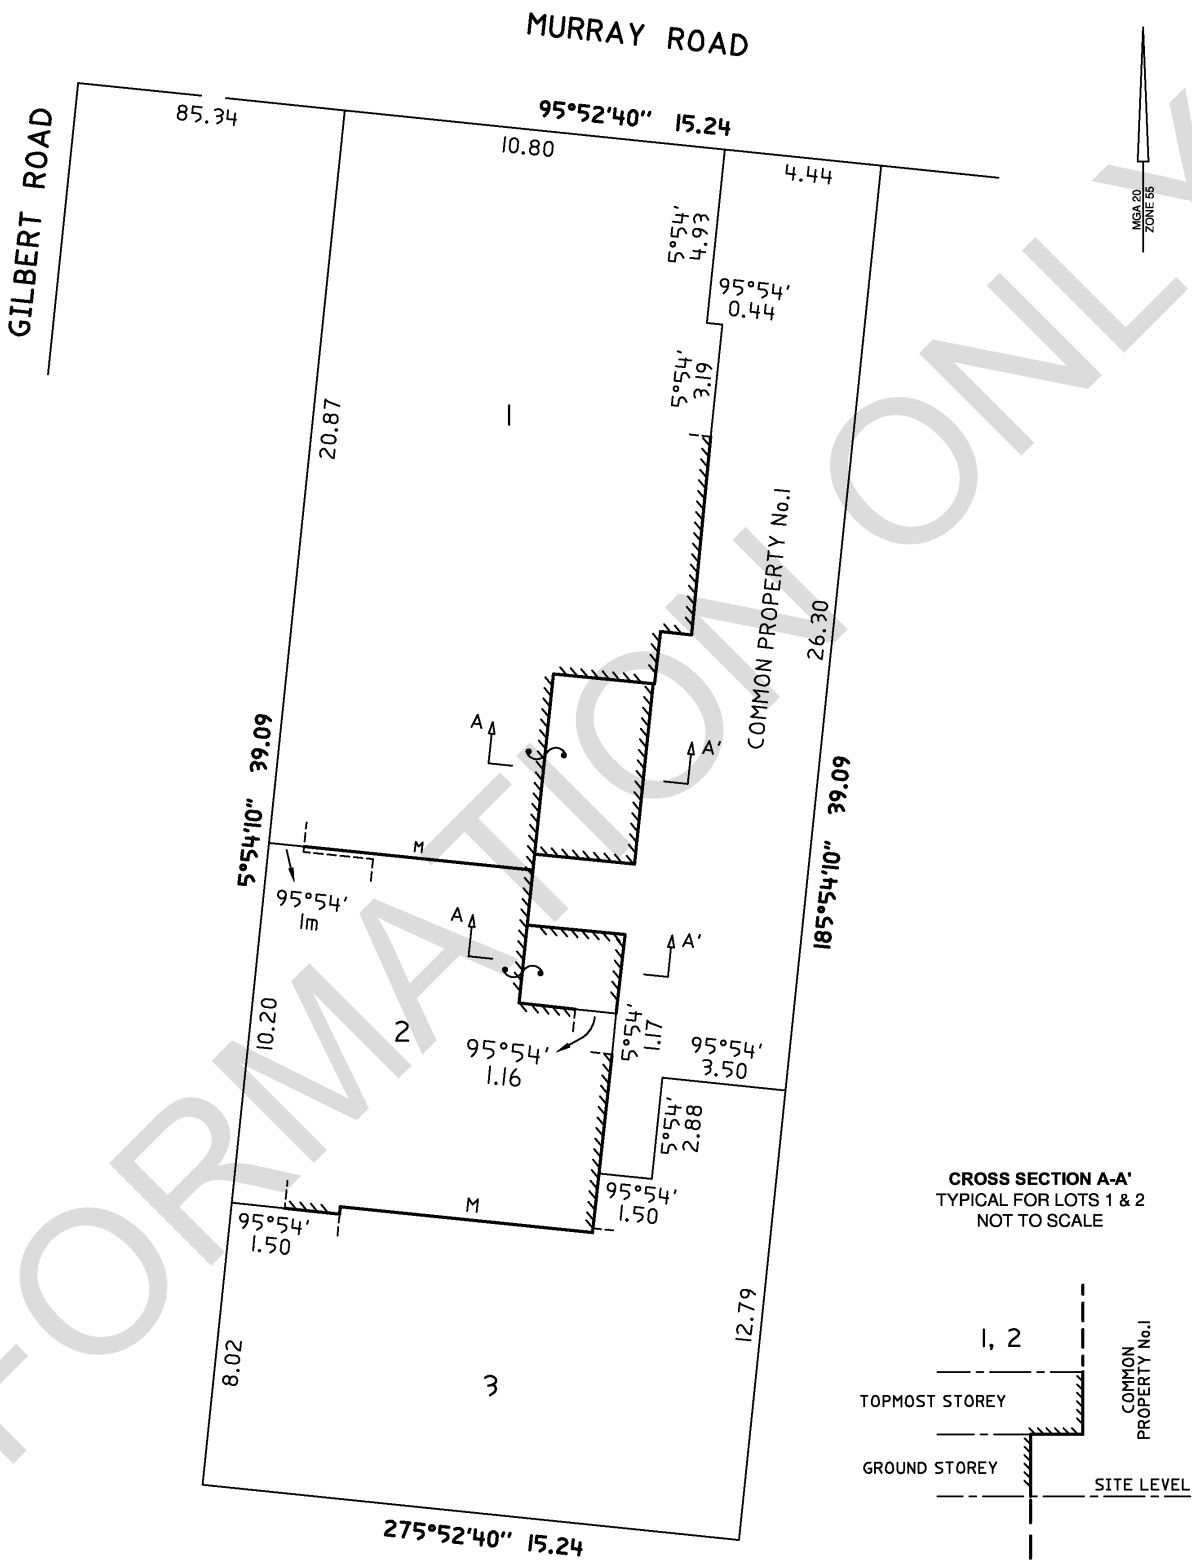 MURRAY ROAD
GILBERT ROAD
85.34
95°52'40" 15.24
10.80
4.44
MGA 20
ZONE 55
5°54'
4.93
95°54'
0.44
5°54'
3.19
1
20.87
COMMON PROPERTY No.1
26.30
A
A'
5°54'10" 39.09
185°54'10" 39.09
M
95°54'
1m
A
A'
10.20
2
95°54'
1.16
5°54'
1.17
95°54'
3.50
5°54'
2.88
95°54'
1.50
M
95°54'
1.50
12.79
8.02
3
275°52'40" 15.24
CROSS SECTION A-A'
TYPICAL FOR LOTS 1 & 2
NOT TO SCALE
1, 2
COMMON
PROPERTY No.1
TOPMOST STOREY
GROUND STOREY
SITE LEVEL
FORMATION ONLY